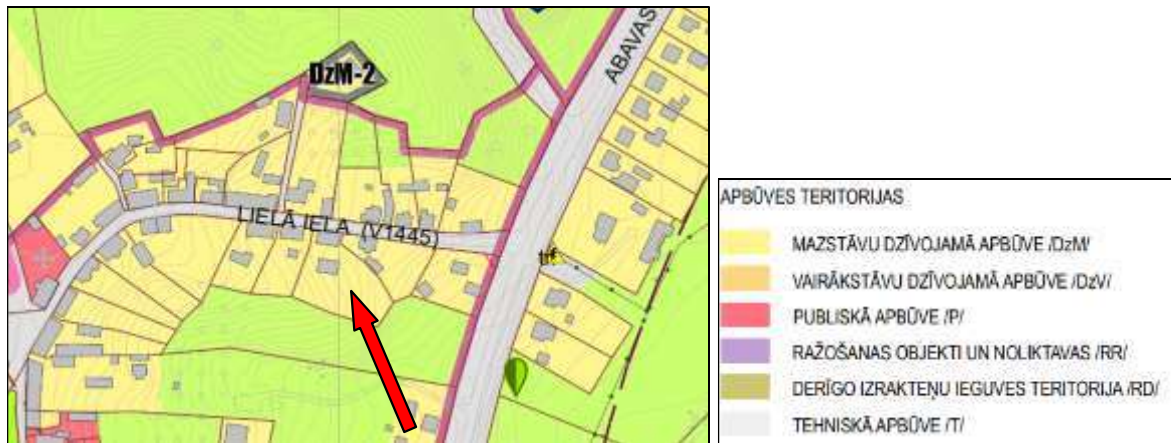 DzM-2
ABAVAS
LIELĀ IELA (V1445)
trf
APBŪVES TERITORIJAS
MAZSTĀVU DZĪVOJAMĀ APBŪVE /DzM/
VAIRĀKSTĀVU DZĪVOJAMĀ APBŪVE /DzV/
PUBLISKĀ APBŪVE /P/
RAŽOŠANAS OBJEKTI UN NOLIKTAVAS /RR/
DERĪGO IZRAKTEŅU IEGUVES TERITORIJA /RD/
TEHNISKĀ APBŪVE /T/